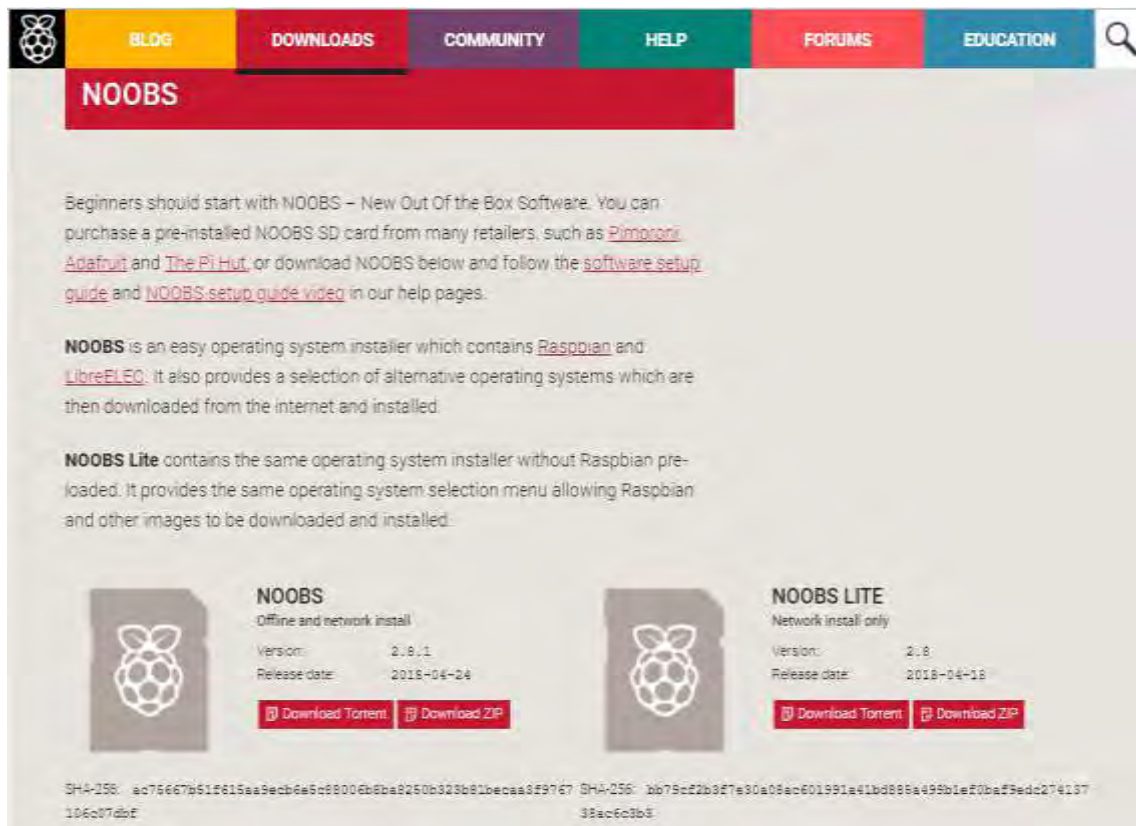 BLOG DOWNLOADS COMMUNITY HELP FORUMS EDUCATION
NOOBS
Beginners should start with NOOBS – New Out Of the Box Software. You can
purchase a pre-installed NOOBS SD card from many retailers, such as Pimoroni,
Adafruit and The Pi Hut, or download NOOBS below and follow the software setup
guide and NOOBS setup guide video in our help pages.
NOOBS is an easy operating system installer which contains Raspbian and
LibreELEC. It also provides a selection of alternative operating systems which are
then downloaded from the internet and installed.
NOOBS Lite contains the same operating system installer without Raspbian pre-
loaded. It provides the same operating system selection menu allowing Raspbian
and other images to be downloaded and installed.
NOOBS
Offline and network install
Version: 2.8.1
Release date: 2018-04-24
Download Torrent Download ZIP
SHA-256:
NOOBS LITE
Network install only
Version: 2.8
Release date: 2018-04-18
Download Torrent Download ZIP
SHA-256: